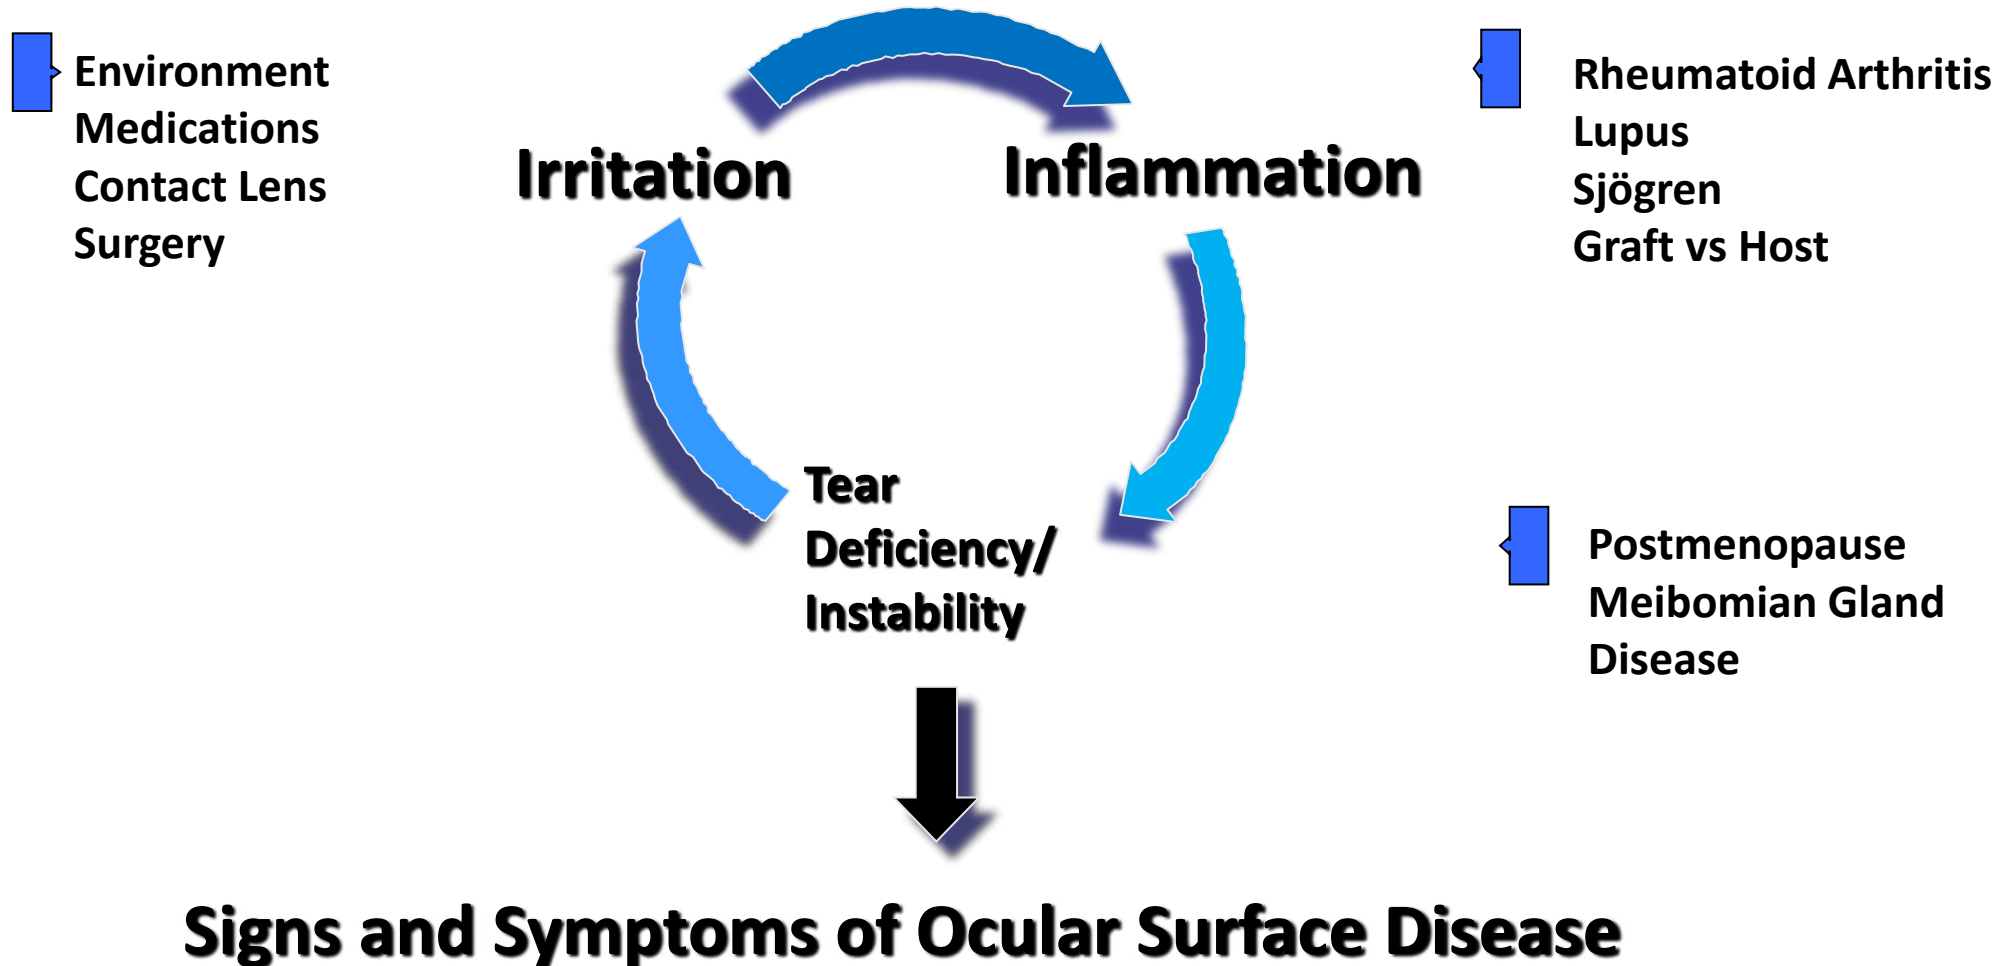 Environment
Medications
Contact Lens
Surgery
Irritation
Inflammation
Rheumatoid Arthritis
Lupus
Sjögren
Graft vs Host
Tear
Deficiency/
Instability
Postmenopause
Meibomian Gland
Disease
Signs and Symptoms of Ocular Surface Disease